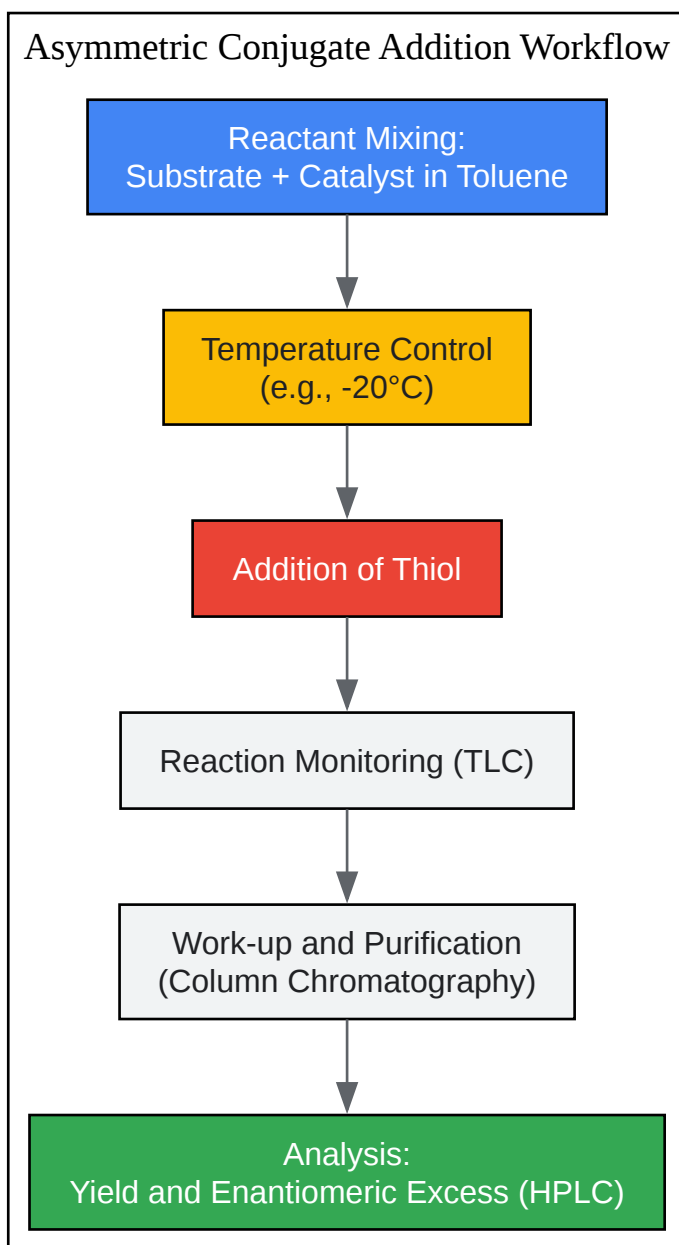 Asymmetric Conjugate Addition Workflow
Reactant Mixing:
Substrate + Catalyst in Toluene
Temperature Control
(e.g., -20°C)
Addition of Thiol
Reaction Monitoring (TLC)
Work-up and Purification
(Column Chromatography)
Analysis:
Yield and Enantiomeric Excess (HPLC)